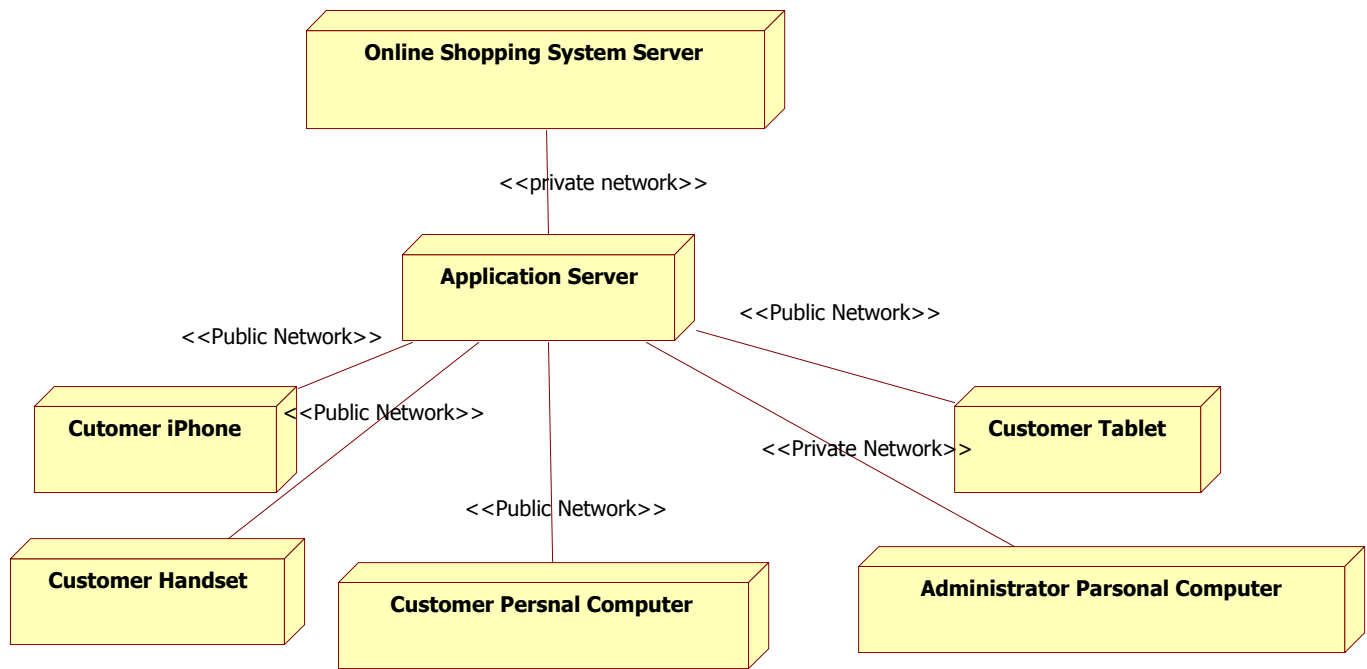 Online Shopping System Server
<<private network>>
Application Server
<<Public Network>>
<<Public Network>>
Cutomer iPhone
<<Public Network>>
Customer Tablet
<<Private Network>>
<<Public Network>>
Customer Handset
Customer Persnal Computer
Administrator Parsonal Computer